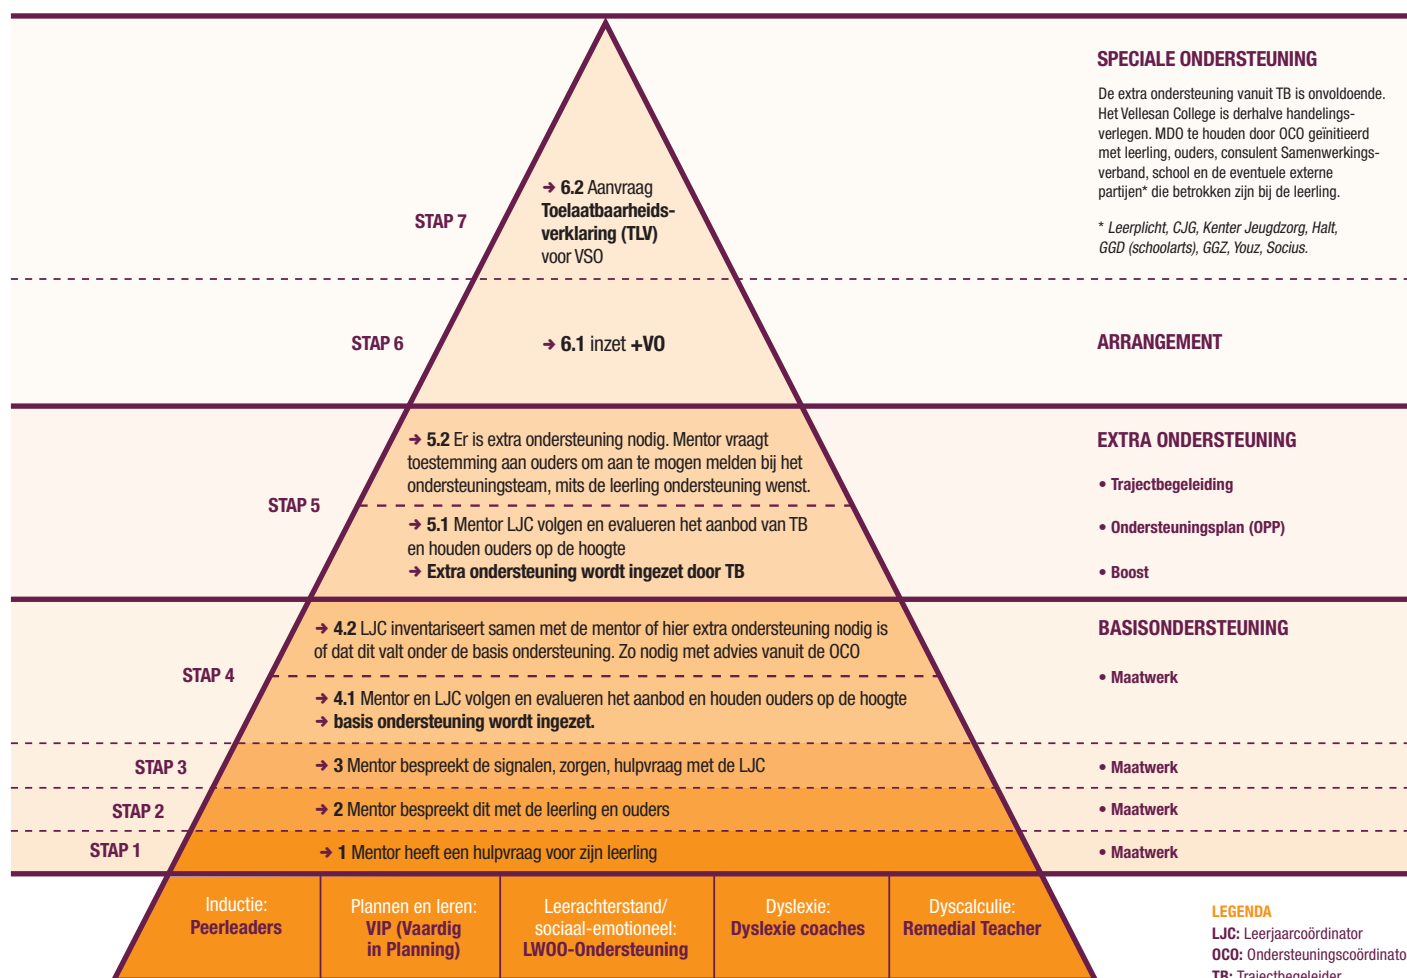 SPECIALE ONDERSTEUNING
De extra ondersteuning vanuit TB is onvoldoende.
Het Vellesan College is derhalve handelings-
verlegen. MDO te houden door OCO geïnitieerd
met leerling, ouders, consulent Samenwerkings-
verband, school en de eventuele externe
partijen* die betrokken zijn bij de leerling.
* Leerplicht, CJG, Kenter Jeugdzorg, Halt,
GGD (schoolarts), GGZ, Youz, Socius.
STAP 7
➔ 6.2 Aanvraag
Toelaatbaarheids-
verklaring (TLV)
voor VSO
STAP 6
➔ 6.1 inzet +VO
ARRANGEMENT
STAP 5
➔ 5.2 Er is extra ondersteuning nodig. Mentor vraagt
toestemming aan ouders om aan te mogen melden bij het
ondersteuningsteam, mits de leerling ondersteuning wenst.
➔ 5.1 Mentor LJC volgen en evalueren het aanbod van TB
en houden ouders op de hoogte
➔ Extra ondersteuning wordt ingezet door TB
EXTRA ONDERSTEUNING
• Trajectbegeleiding
• Ondersteuningsplan (OPP)
• Boost
STAP 4
➔ 4.2 LJC inventariseert samen met de mentor of hier extra ondersteuning nodig is
of dat dit valt onder de basis ondersteuning. Zo nodig met advies vanuit de OCO
➔ 4.1 Mentor en LJC volgen en evalueren het aanbod en houden ouders op de hoogte
➔ basis ondersteuning wordt ingezet.
BASISONDERSTEUNING
• Maatwerk
STAP 3
➔ 3 Mentor bespreekt de signalen, zorgen, hulpvraag met de LJC
• Maatwerk
STAP 2
➔ 2 Mentor bespreekt dit met de leerling en ouders
• Maatwerk
STAP 1
➔ 1 Mentor heeft een hulpvraag voor zijn leerling
• Maatwerk
Inductie:
Peerleaders
Plannen en leren:
VIP (Vaardig
in Planning)
Leerachterstand/
sociaal-emotioneel:
LWOO-Ondersteuning
Dyslexie:
Dyslexie coaches
Dyscalculie:
Remedial Teacher
LEGENDA
LJC: Leerjaarcoördinator
OCO: Ondersteuningscoördinato
TB: Trajectbegeleider